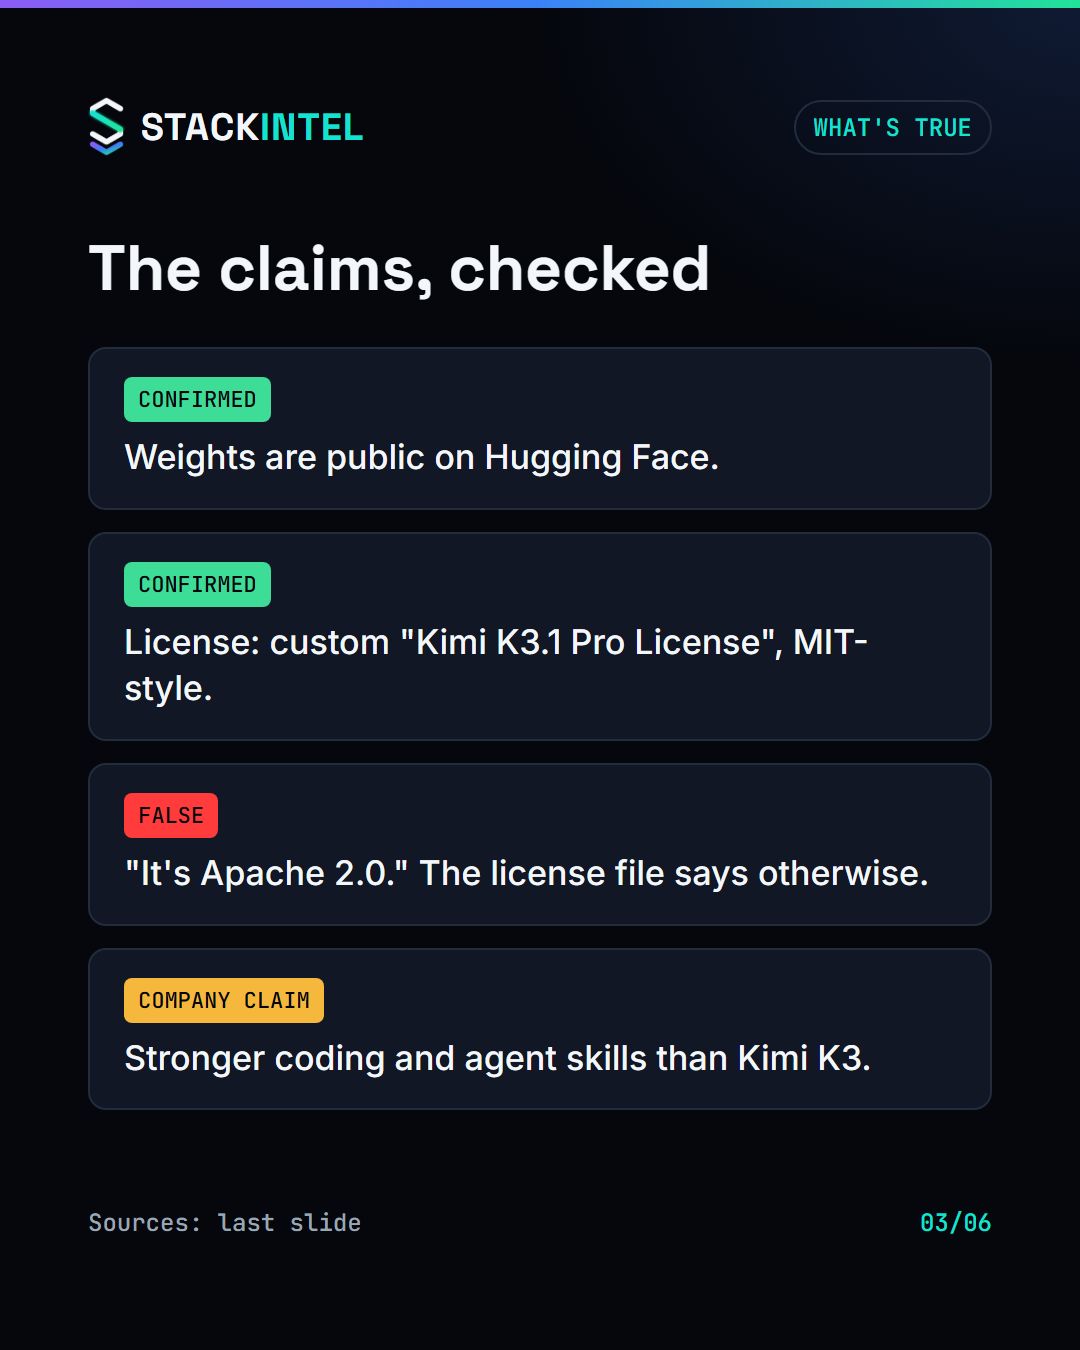 STACKINTEL
WHAT'S TRUE
The claims, checked
CONFIRMED
Weights are public on Hugging Face.
CONFIRMED
License: custom "Kimi K3.1 Pro License", MIT-
style.
FALSE
"It's Apache 2.0." The license file says otherwise.
COMPANY CLAIM
Stronger coding and agent skills than Kimi K3.
Sources: last slide
03/06